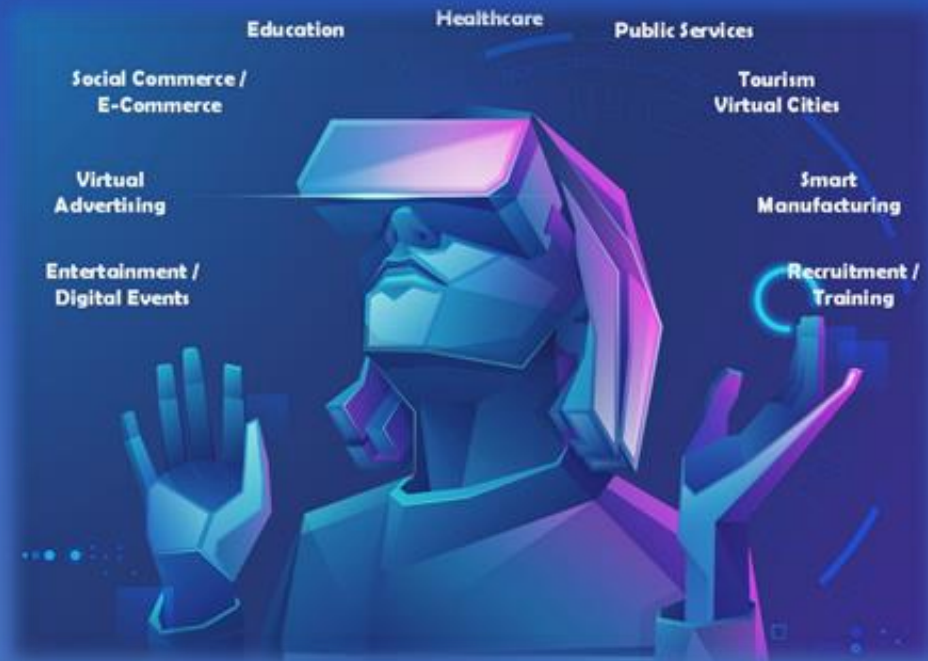 Healthcare
Education
Public Services
Social Commerce /
E-Commerce
Tourism
Virtual Cities
Virtual
Advertising
Smart
Manufacturing
Entertainment /
Digital Events
Recruitment /
Training